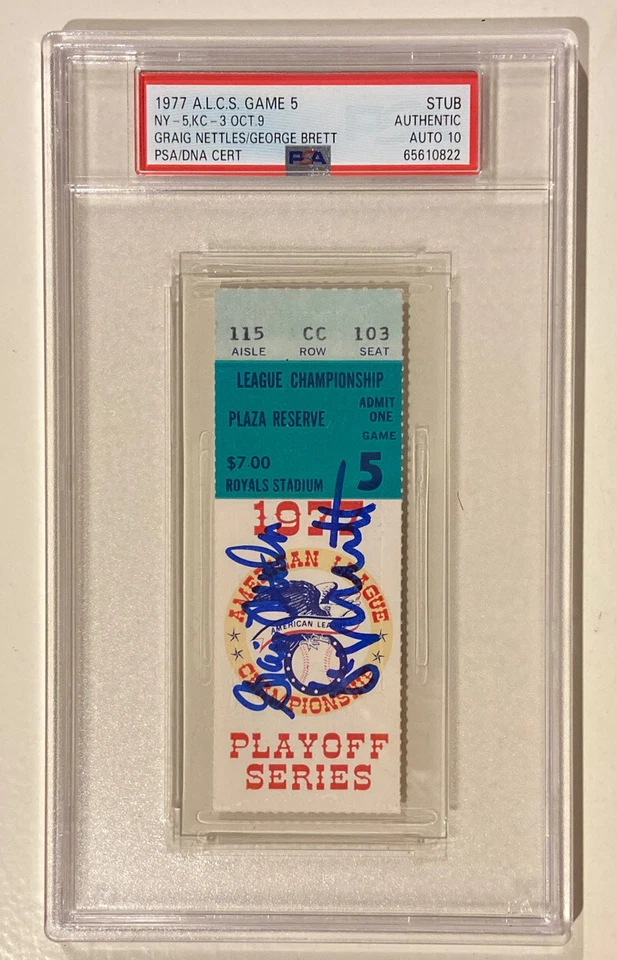 1977 A.L.C.S. GAME 5 STUB
NY-5,KC-3 OCT.9 AUTHENTIC
GRAIG NETTLES/GEORGE BRETT AUTO 10
PSA/DNA CERT PSA 65610822
115 CC 103
AISLE ROW SEAT
LEAGUE CHAMPIONSHIP
PLAZA RESERVE
ADMIT
ONE
GAME
5
$7.00
ROYALS STADIUM
1977
AMERICAN LEAGUE
AMERICAN LEAG
CHAMPIONSHIP
PLAYOFF
SERIES